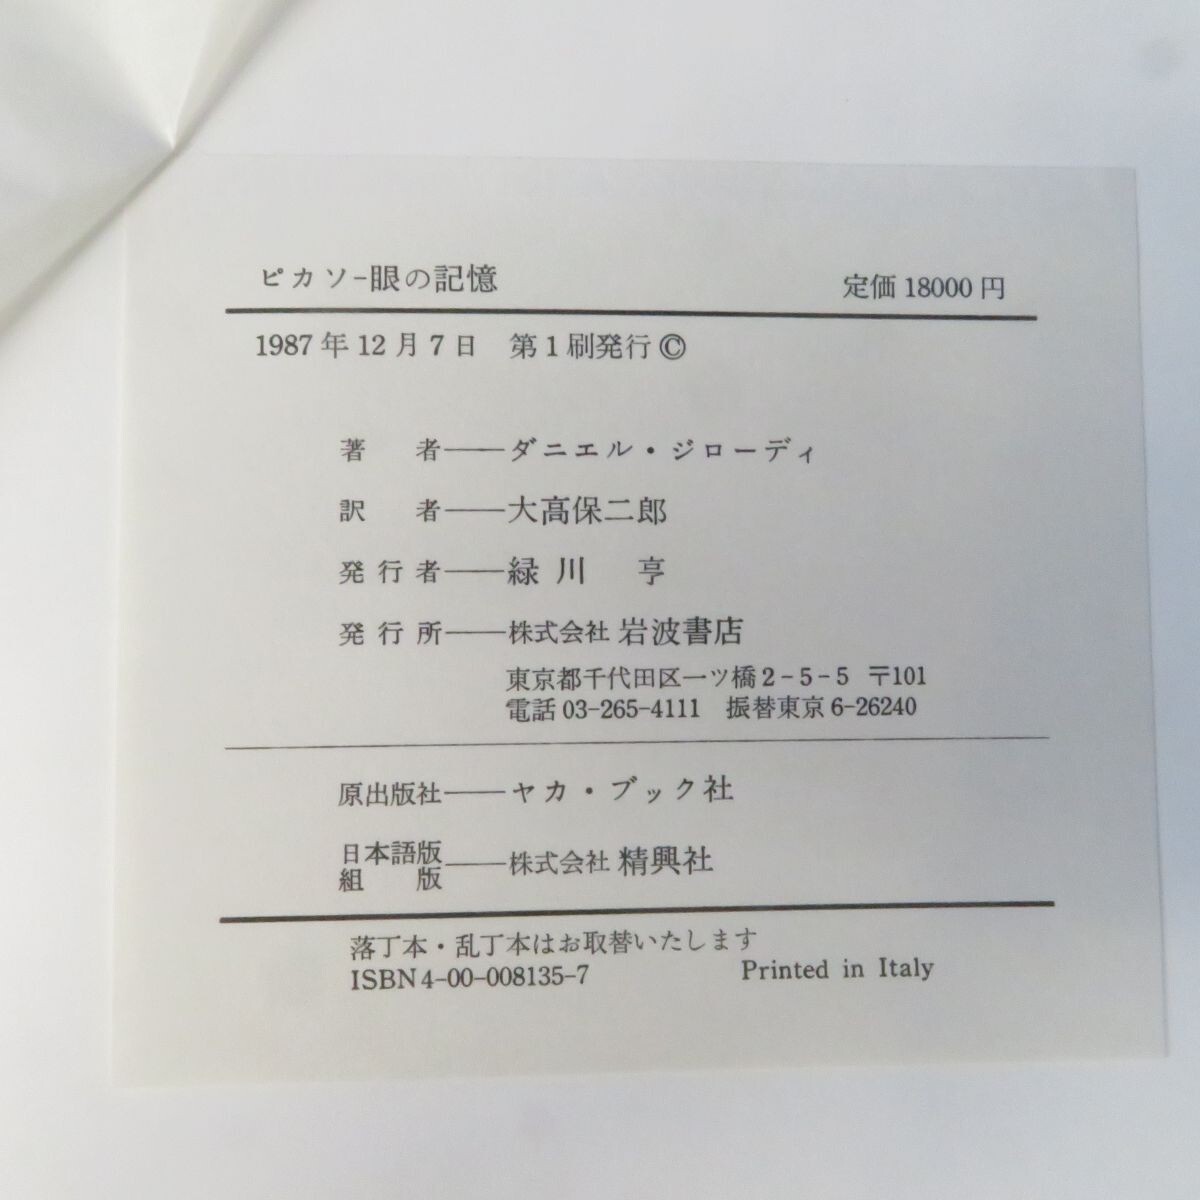 ピカソ-眼の記憶 定価 18000 円
1987 年 12 月 7 日 第 1 刷発行 ©
著者――ダニエル・ジローディ
訳者――大高保二郎
発行者――緑川 亨
発行所――株式会社 岩波書店
東京都千代田区一ツ橋 2-5-5 〒101
電話 03-265-4111 振替東京 6-26240
原出版社――ヤカ・ブック社
日本語版
組版――株式会社 精興社
落丁本・乱丁本はお取替いたします
ISBN 4-00-008135-7 Printed in Italy